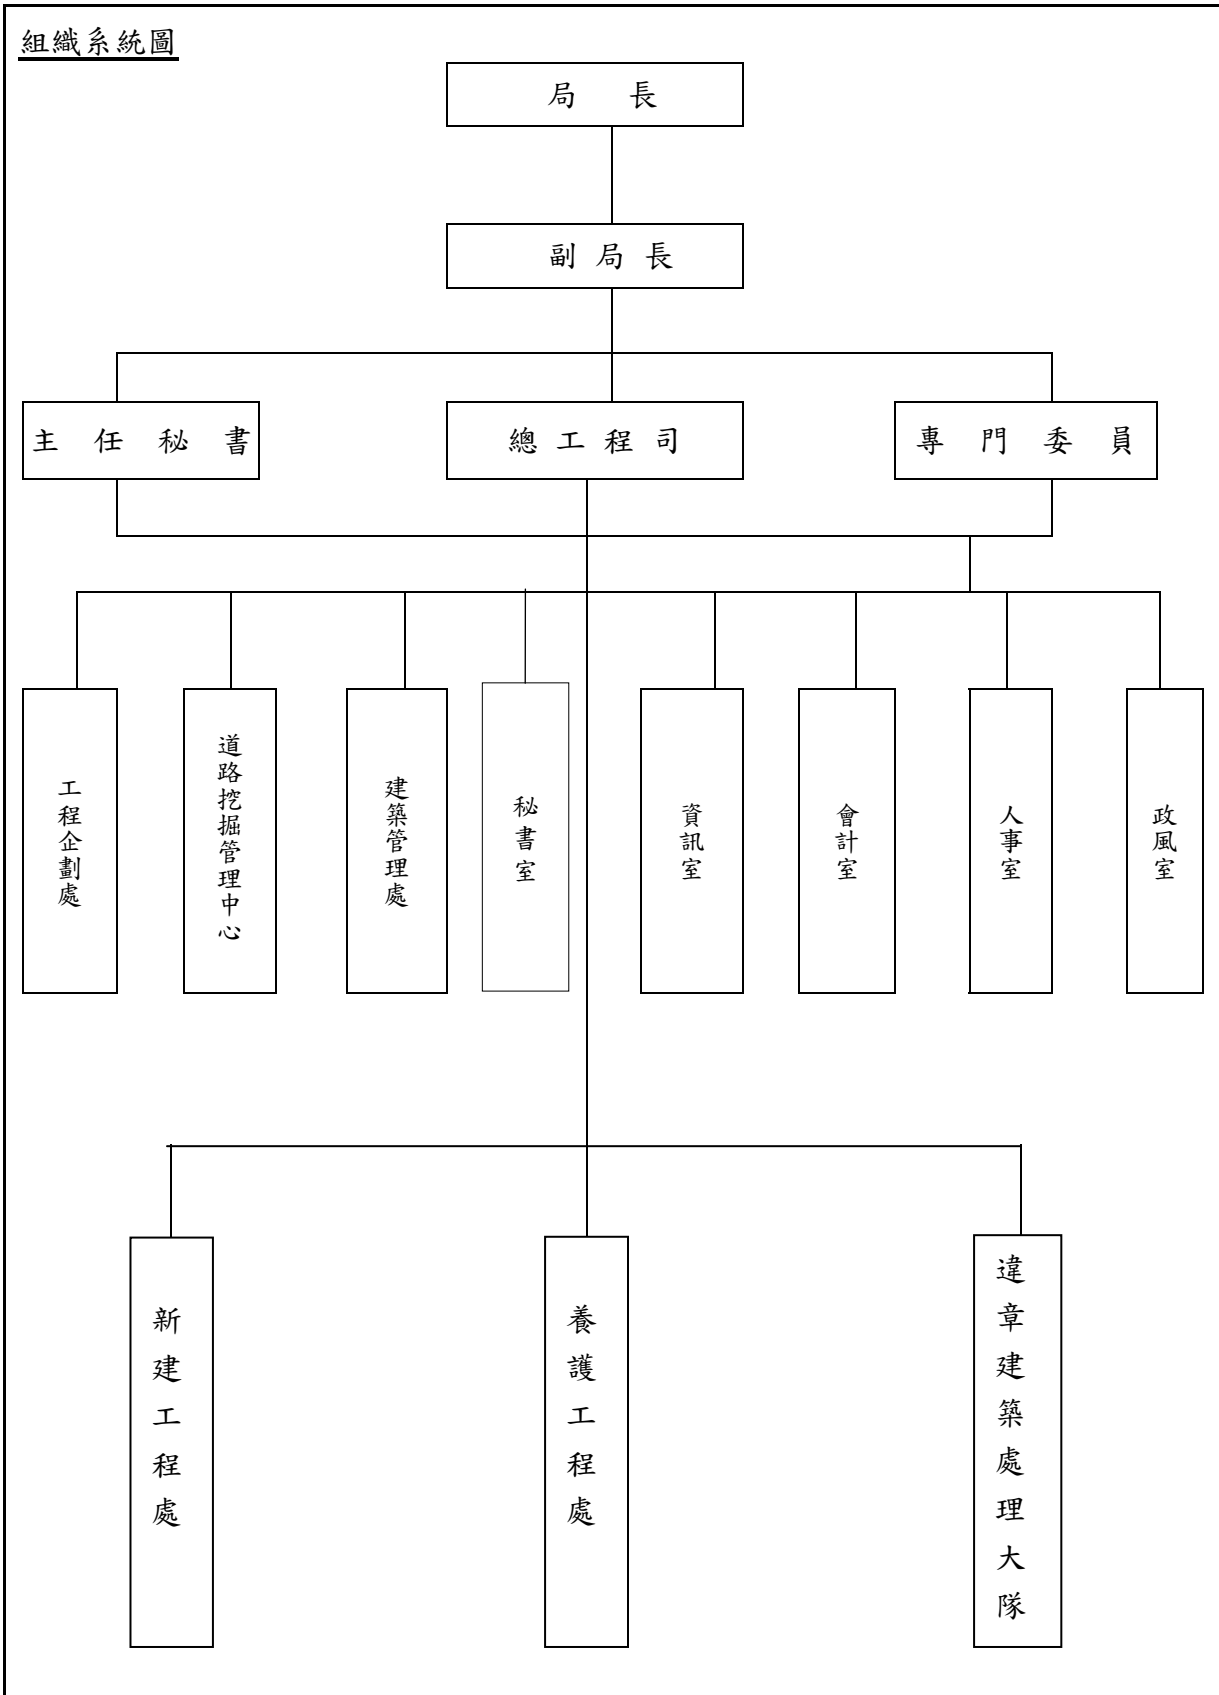 組織系統圖
局 長
副局長
主任秘書
總工程司
專門委員
工程企劃處
道路挖掘管理中心
建築管理處
秘書室
資訊室
會計室
人事室
政風室
新建工程處
養護工程處
違章建築處理大隊